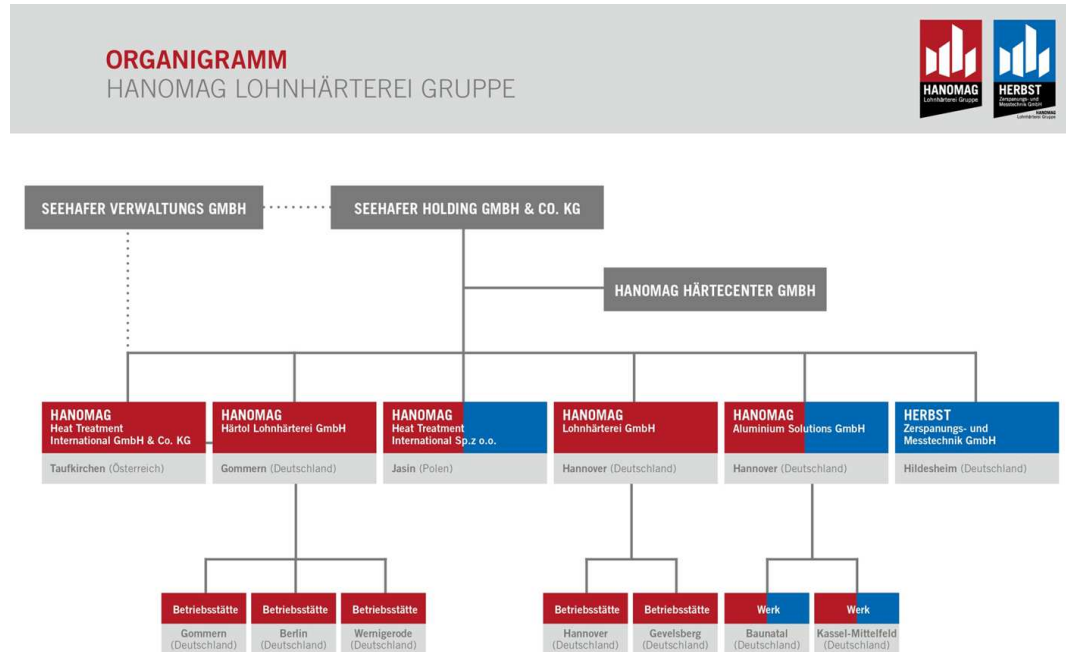 ORGANIGRAMM
HANOMAG LOHNHÄRTEREI GRUPPE
HANOMAG
Lohnhärterei Gruppe
HERBST
Zerspanungs- und
Messtechnik GmbH
HANOMAG
Lohnhärterei Gruppe
SEEHAFER VERWALTUNGS GMBH
SEEHAFER HOLDING GMBH & CO. KG
HANOMAG HÄRTECENTER GMBH
HANOMAG
Heat Treatment
International GmbH & Co. KG
Taufkirchen (Österreich)
HANOMAG
Härtol Lohnhärterei GmbH
Gommern (Deutschland)
HANOMAG
Heat Treatment
International Sp.z o.o.
Jasin (Polen)
HANOMAG
Lohnhärterei GmbH
Hannover (Deutschland)
HANOMAG
Aluminium Solutions GmbH
Hannover (Deutschland)
HERBST
Zerspanungs- und
Messtechnik GmbH
Hildesheim (Deutschland)
Betriebsstätte
Gommern
(Deutschland)
Betriebsstätte
Berlin
(Deutschland)
Betriebsstätte
Wernigerode
(Deutschland)
Betriebsstätte
Hannover
(Deutschland)
Betriebsstätte
Gevelsberg
(Deutschland)
Werk
Baunatal
(Deutschland)
Werk
Kassel-Mittelfeld
(Deutschland)